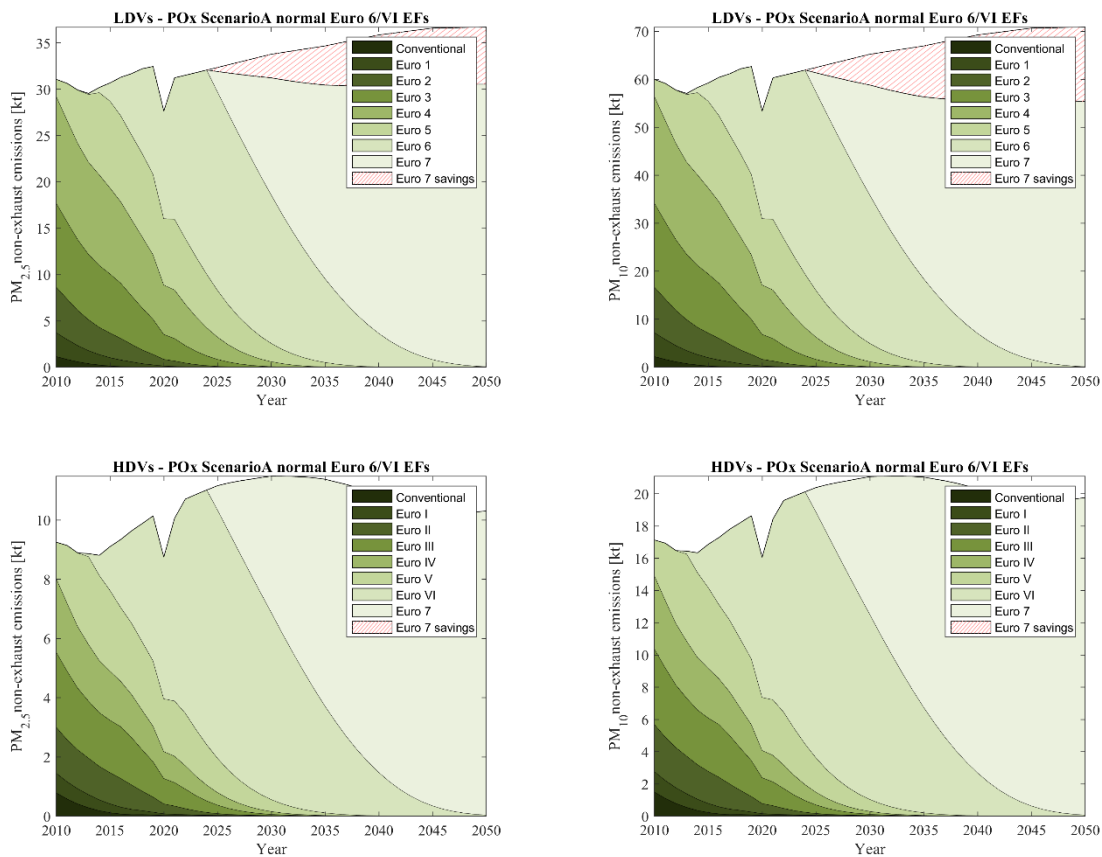 LDVs - POx ScenarioA normal Euro 6/VI EFs
PM2.5 non-exhaust emissions [kt]
35
30
25
20
15
10
5
0
Conventional
Euro 1
Euro 2
Euro 3
Euro 4
Euro 5
Euro 6
Euro 7
Euro 7 savings
2010 2015 2020 2025 2030 2035 2040 2045 2050
Year
LDVs - POx ScenarioA normal Euro 6/VI EFs
PM10 non-exhaust emissions [kt]
70
60
50
40
30
20
10
0
Conventional
Euro 1
Euro 2
Euro 3
Euro 4
Euro 5
Euro 6
Euro 7
Euro 7 savings
2010 2015 2020 2025 2030 2035 2040 2045 2050
Year
HDVs - POx ScenarioA normal Euro 6/VI EFs
PM2.5 non-exhaust emissions [kt]
10
8
6
4
2
0
Conventional
Euro I
Euro II
Euro III
Euro IV
Euro V
Euro VI
Euro 7
Euro 7 savings
2010 2015 2020 2025 2030 2035 2040 2045 2050
Year
HDVs - POx ScenarioA normal Euro 6/VI EFs
PM10 non-exhaust emissions [kt]
20
18
16
14
12
10
8
6
4
2
0
Conventional
Euro I
Euro II
Euro III
Euro IV
Euro V
Euro VI
Euro 7
Euro 7 savings
2010 2015 2020 2025 2030 2035 2040 2045 2050
Year